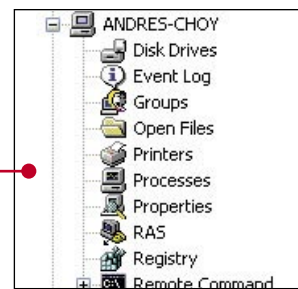 ANDRES-CHOY
Disk Drives
Event Log
Groups
Open Files
Printers
Processes
Properties
RAS
Registry
Remote Command